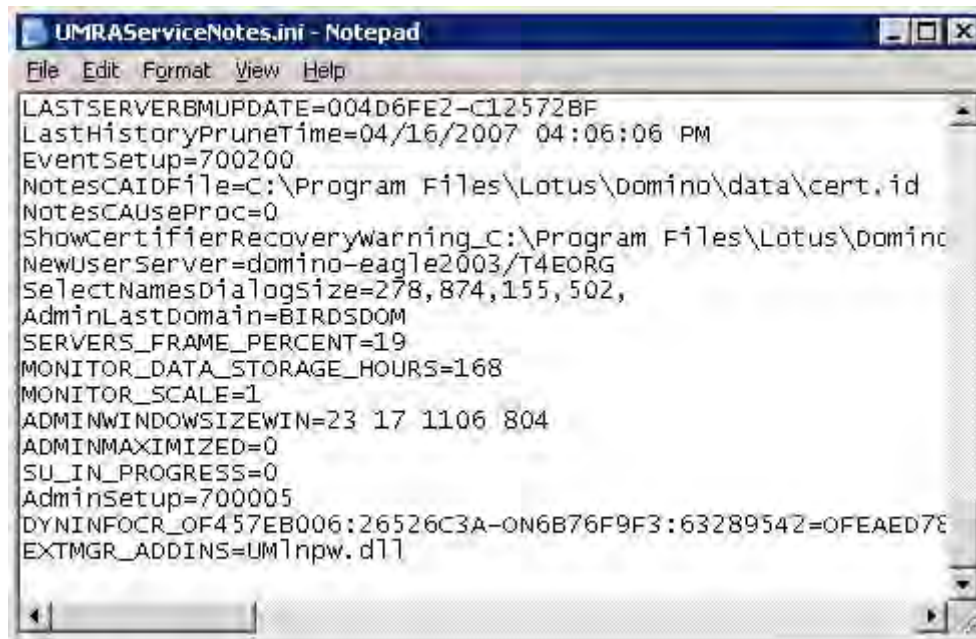 UMRAServiceNotes.ini - Notepad
File Edit Format View Help
LASTSERVERBMUPDATE=004D6FE2-C12572BF
LastHistoryPruneTime=04/16/2007 04:06:06 PM
EventSetup=700200
NotesCAIDFile=C:\Program Files\Lotus\Domino\data\cert.id
NotesCAUseProc=0
ShowCertifierRecoveryWarning_C:\Program Files\Lotus\Domino
NewUserServer=domino-eagle2003/T4EORG
SelectNamesDialogSize=278,874,155,502,
AdminLastDomain=BIRDSDOM
SERVERS_FRAME_PERCENT=19
MONITOR_DATA_STORAGE_HOURS=168
MONITOR_SCALE=1
ADMINWINDOWSIZEWIN=23 17 1106 804
ADMINMAXIMIZED=0
SU_IN_PROGRESS=0
AdminSetup=700005
DYNINFOCR_OF457EB006:26526C3A-ON6B76F9F3:63289542=OFEAED78
EXTMGR_ADDINS=UMlnpw.dll